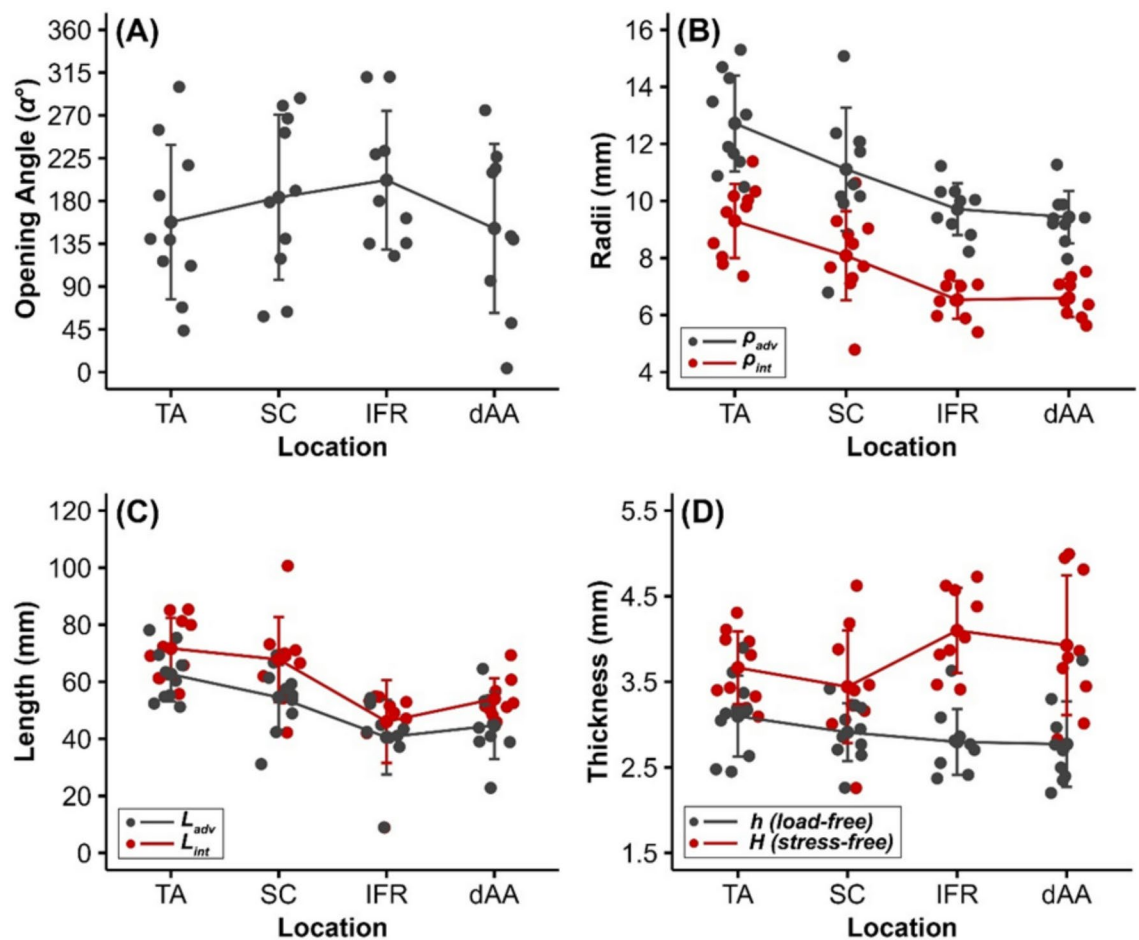 (A)
Opening Angle (α°)
360
315
270
225
180
135
90
45
0
TA SC IFR dAA
Location
(B)
Radii (mm)
16
14
12
10
8
6
4
ρadv
ρint
TA SC IFR dAA
Location
(C)
Length (mm)
120
100
80
60
40
20
0
Ladv
Lint
TA SC IFR dAA
Location
(D)
Thickness (mm)
5.5
4.5
3.5
2.5
1.5
h (load-free)
H (stress-free)
TA SC IFR dAA
Location